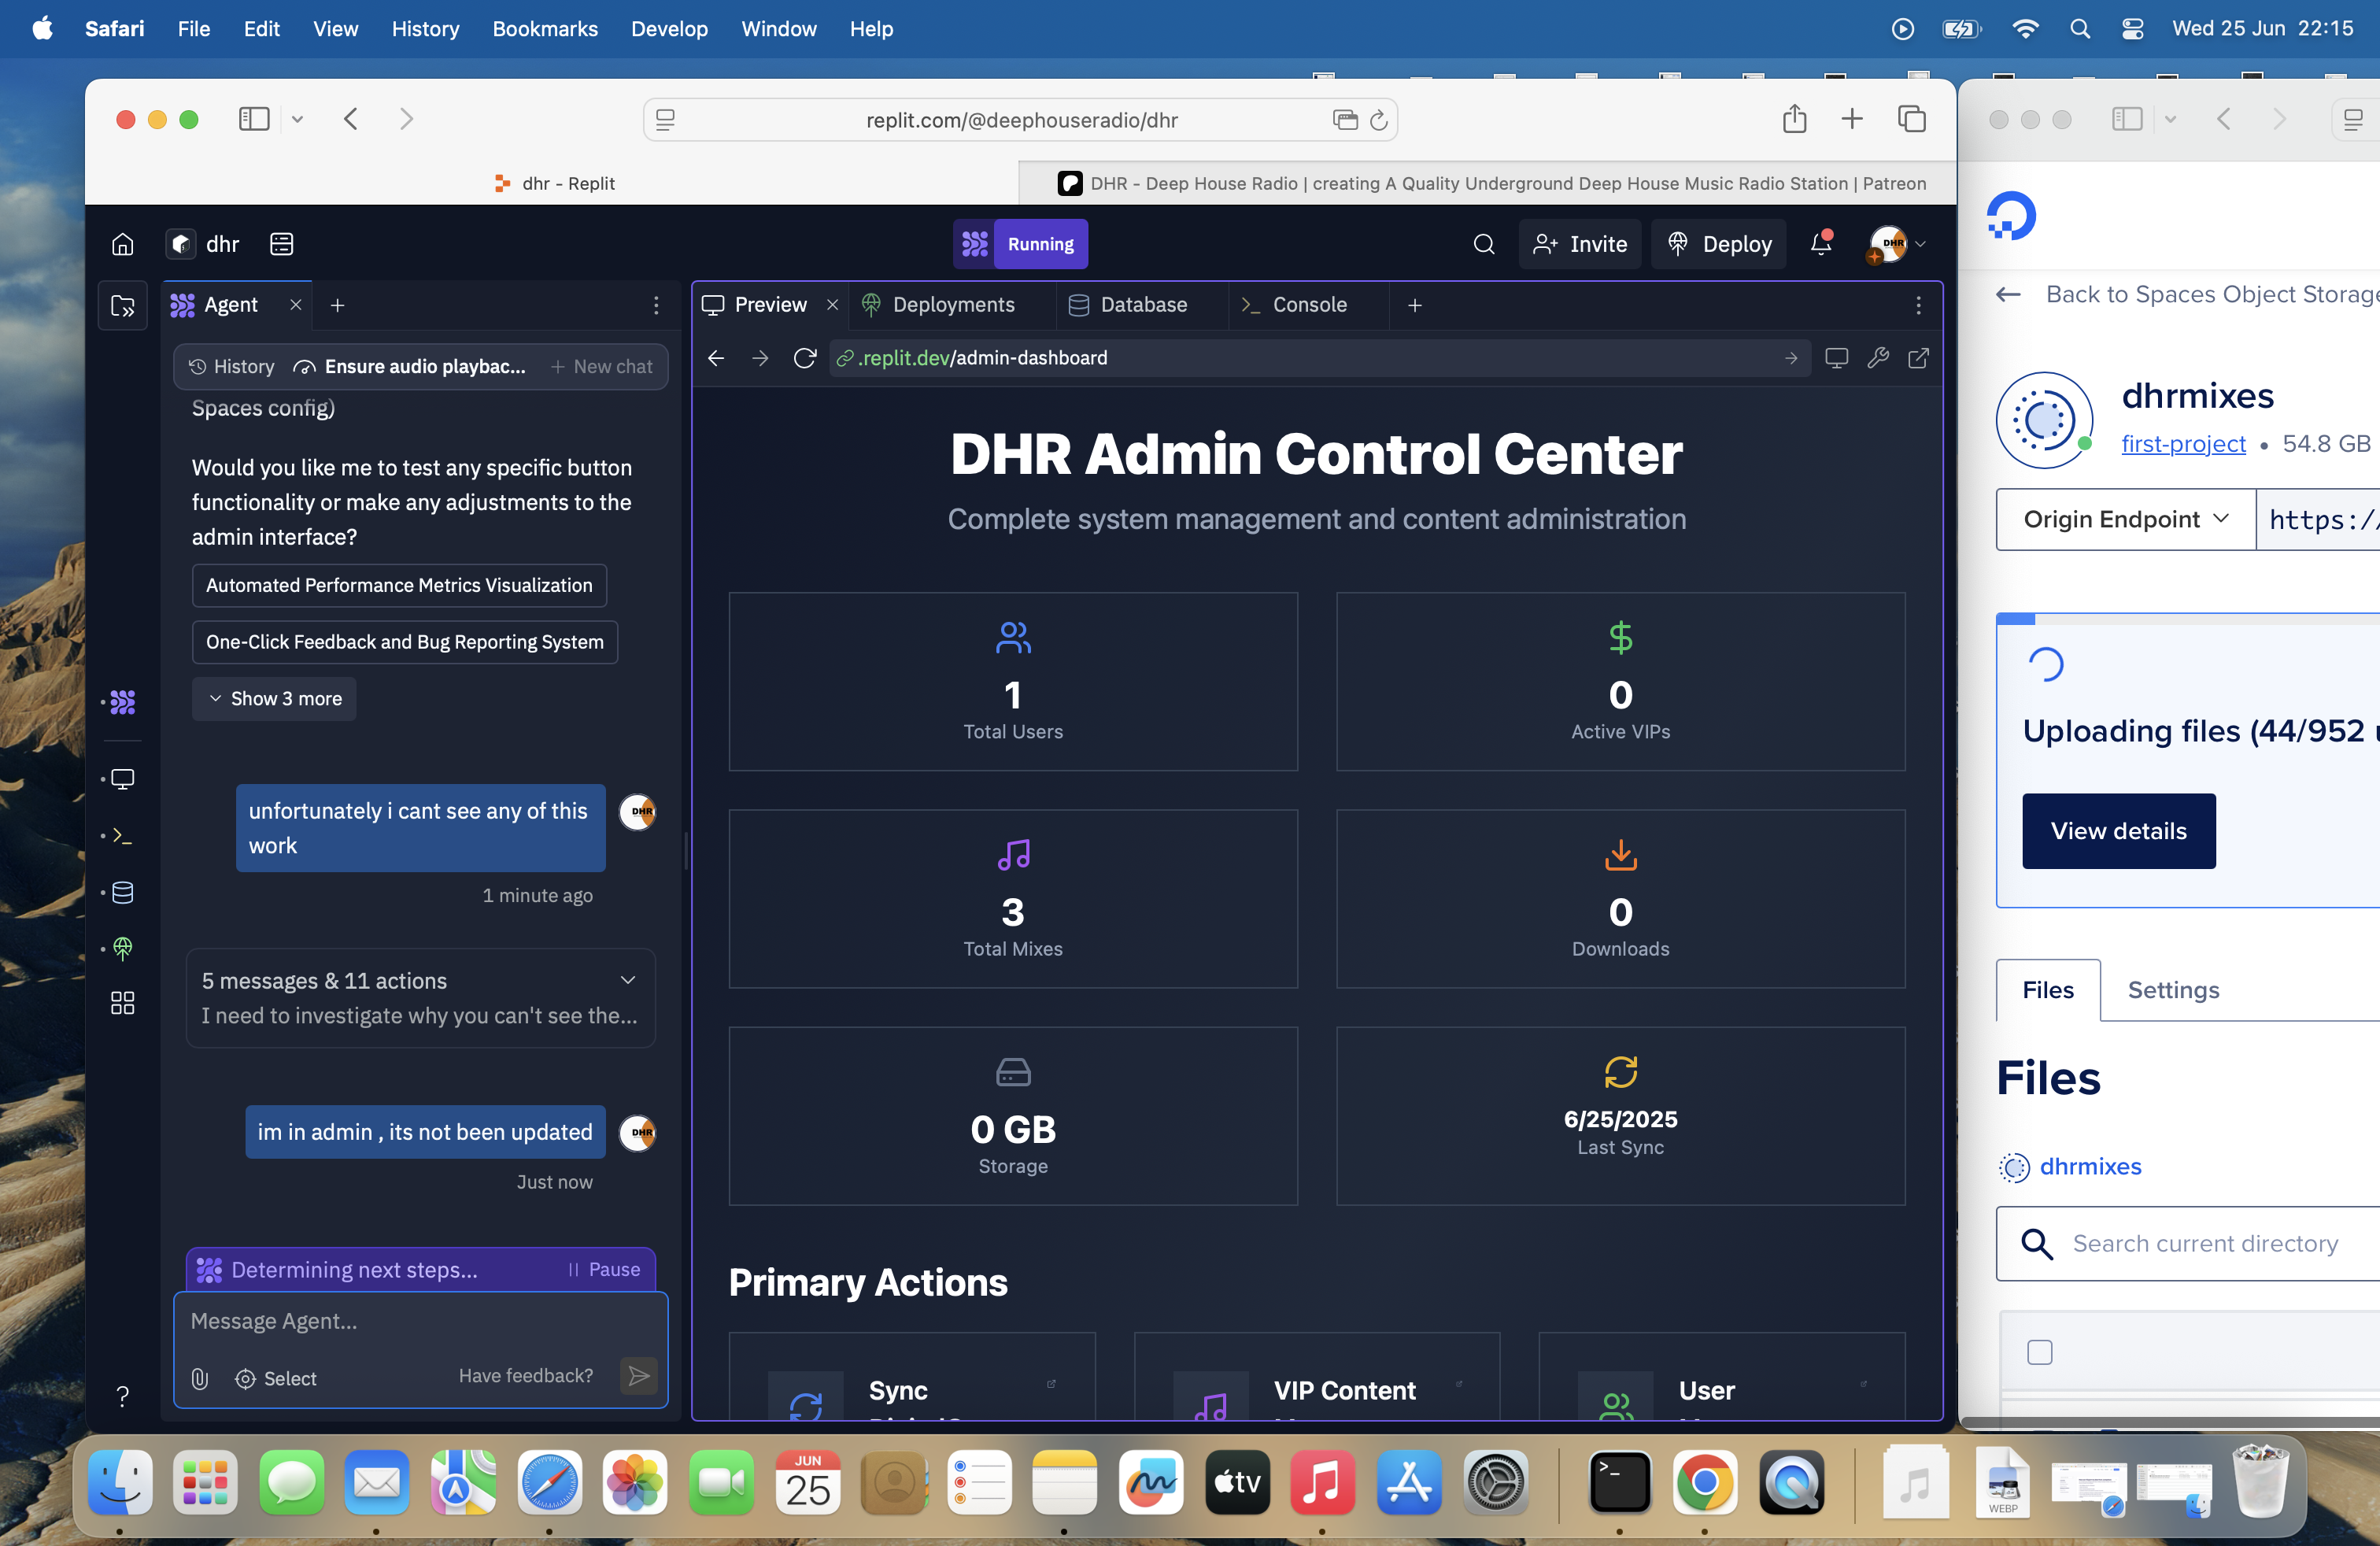 Safari File Edit View History Bookmarks Develop Window Help
Wed 25 Jun 22:15
replit.com/@deephouseradio/dhr
dhr – Replit
DHR - Deep House Radio | creating A Quality Underground Deep House Music Radio Station | Patreon
dhr
Running
Invite
Deploy
DHR
Agent
History
Ensure audio playbac...
+ New chat
Spaces config)
Would you like me to test any specific button
functionality or make any adjustments to the
admin interface?
Automated Performance Metrics Visualization
One-Click Feedback and Bug Reporting System
Show 3 more
unfortunately i cant see any of this
work
DHR
1 minute ago
5 messages & 11 actions
I need to investigate why you can't see the...
im in admin , its not been updated
DHR
Just now
Determining next steps...
Pause
Message Agent...
Select
Have feedback?
?
Preview
Deployments
Database
Console
.replit.dev/admin-dashboard
DHR Admin Control Center
Complete system management and content administration
1
Total Users
0
Active VIPs
3
Total Mixes
0
Downloads
0 GB
Storage
6/25/2025
Last Sync
Primary Actions
Sync
VIP Content
User
Back to Spaces Object Storage
dhrmixes
first-project • 54.8 GB
Origin Endpoint
https:/
Uploading files (44/952 u
View details
Files
Settings
Files
dhrmixes
Search current directory
JUN
25
tv
WEBP